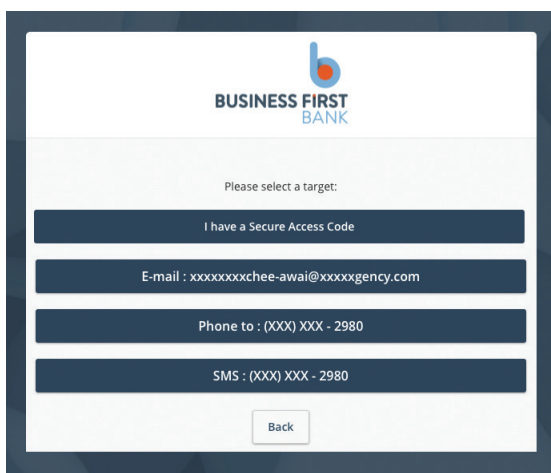 BUSINESS FIRST
BANK
Please select a target:
I have a Secure Access Code
E-mail : xxxxxxxxchee-awai@xxxxxgency.com
Phone to : (XXX) XXX - 2980
SMS : (XXX) XXX - 2980
Back